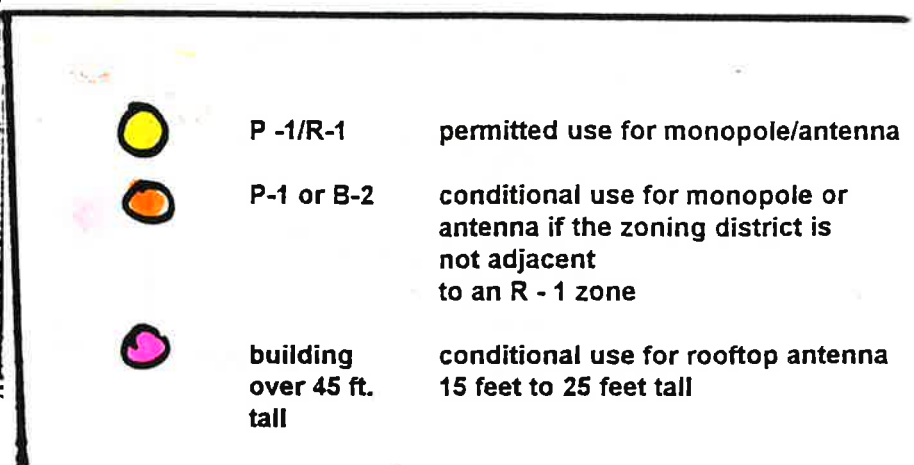 P -1/R-1 permitted use for monopole/antenna
P-1 or B-2 conditional use for monopole or
antenna if the zoning district is
not adjacent
to an R - 1 zone
building conditional use for rooftop antenna
over 45 ft. 15 feet to 25 feet tall
tall